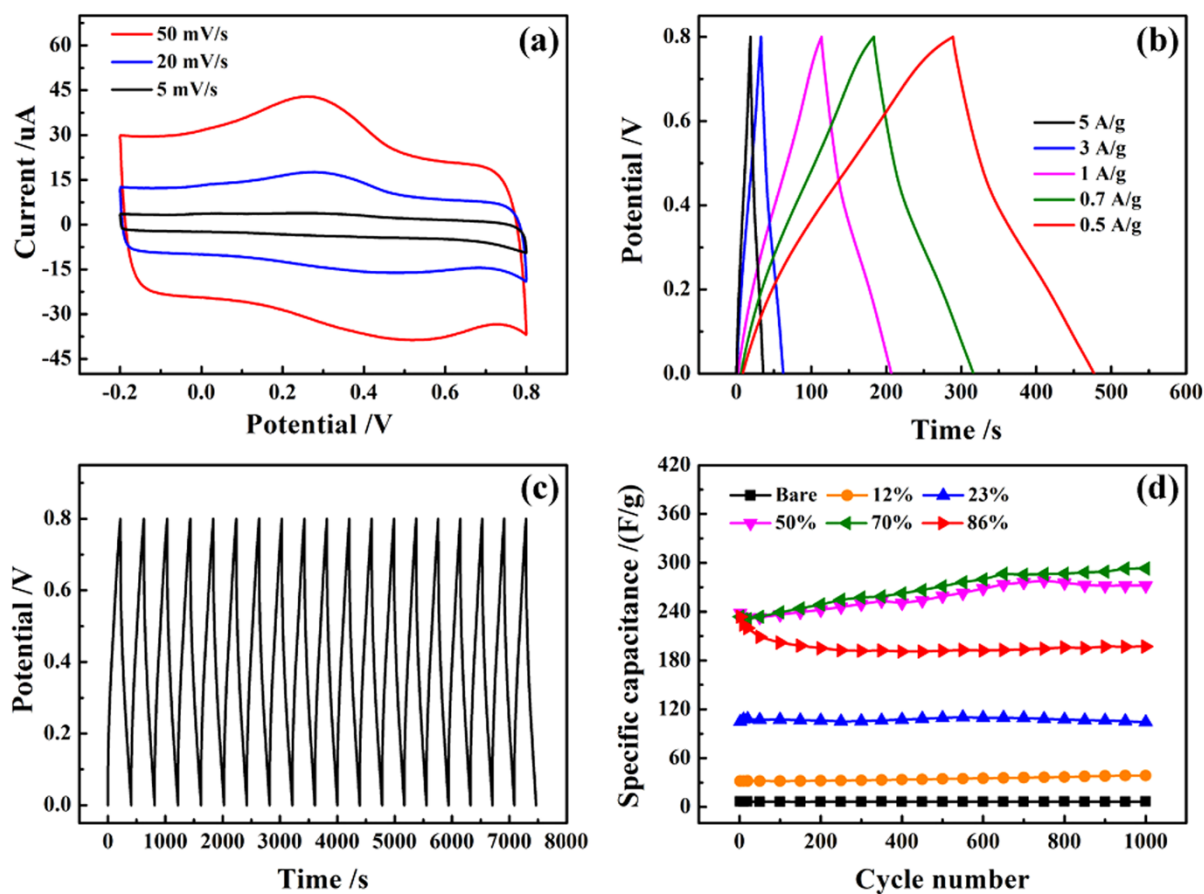 (a)
50 mV/s
20 mV/s
5 mV/s
Current /uA
60
45
30
15
0
-15
-30
-45
-0.2 0.0 0.2 0.4 0.6 0.8
Potential /V
(b)
5 A/g
3 A/g
1 A/g
0.7 A/g
0.5 A/g
Potential /V
0.8
0.6
0.4
0.2
0.0
0 100 200 300 400 500 600
Time /s
(c)
Potential /V
0.8
0.6
0.4
0.2
0.0
0 1000 2000 3000 4000 5000 6000 7000 8000
Time /s
(d)
Bare 12% 23%
50% 70% 86%
Specific capacitance /(F/g)
420
360
300
240
180
120
60
0
0 200 400 600 800 1000
Cycle number